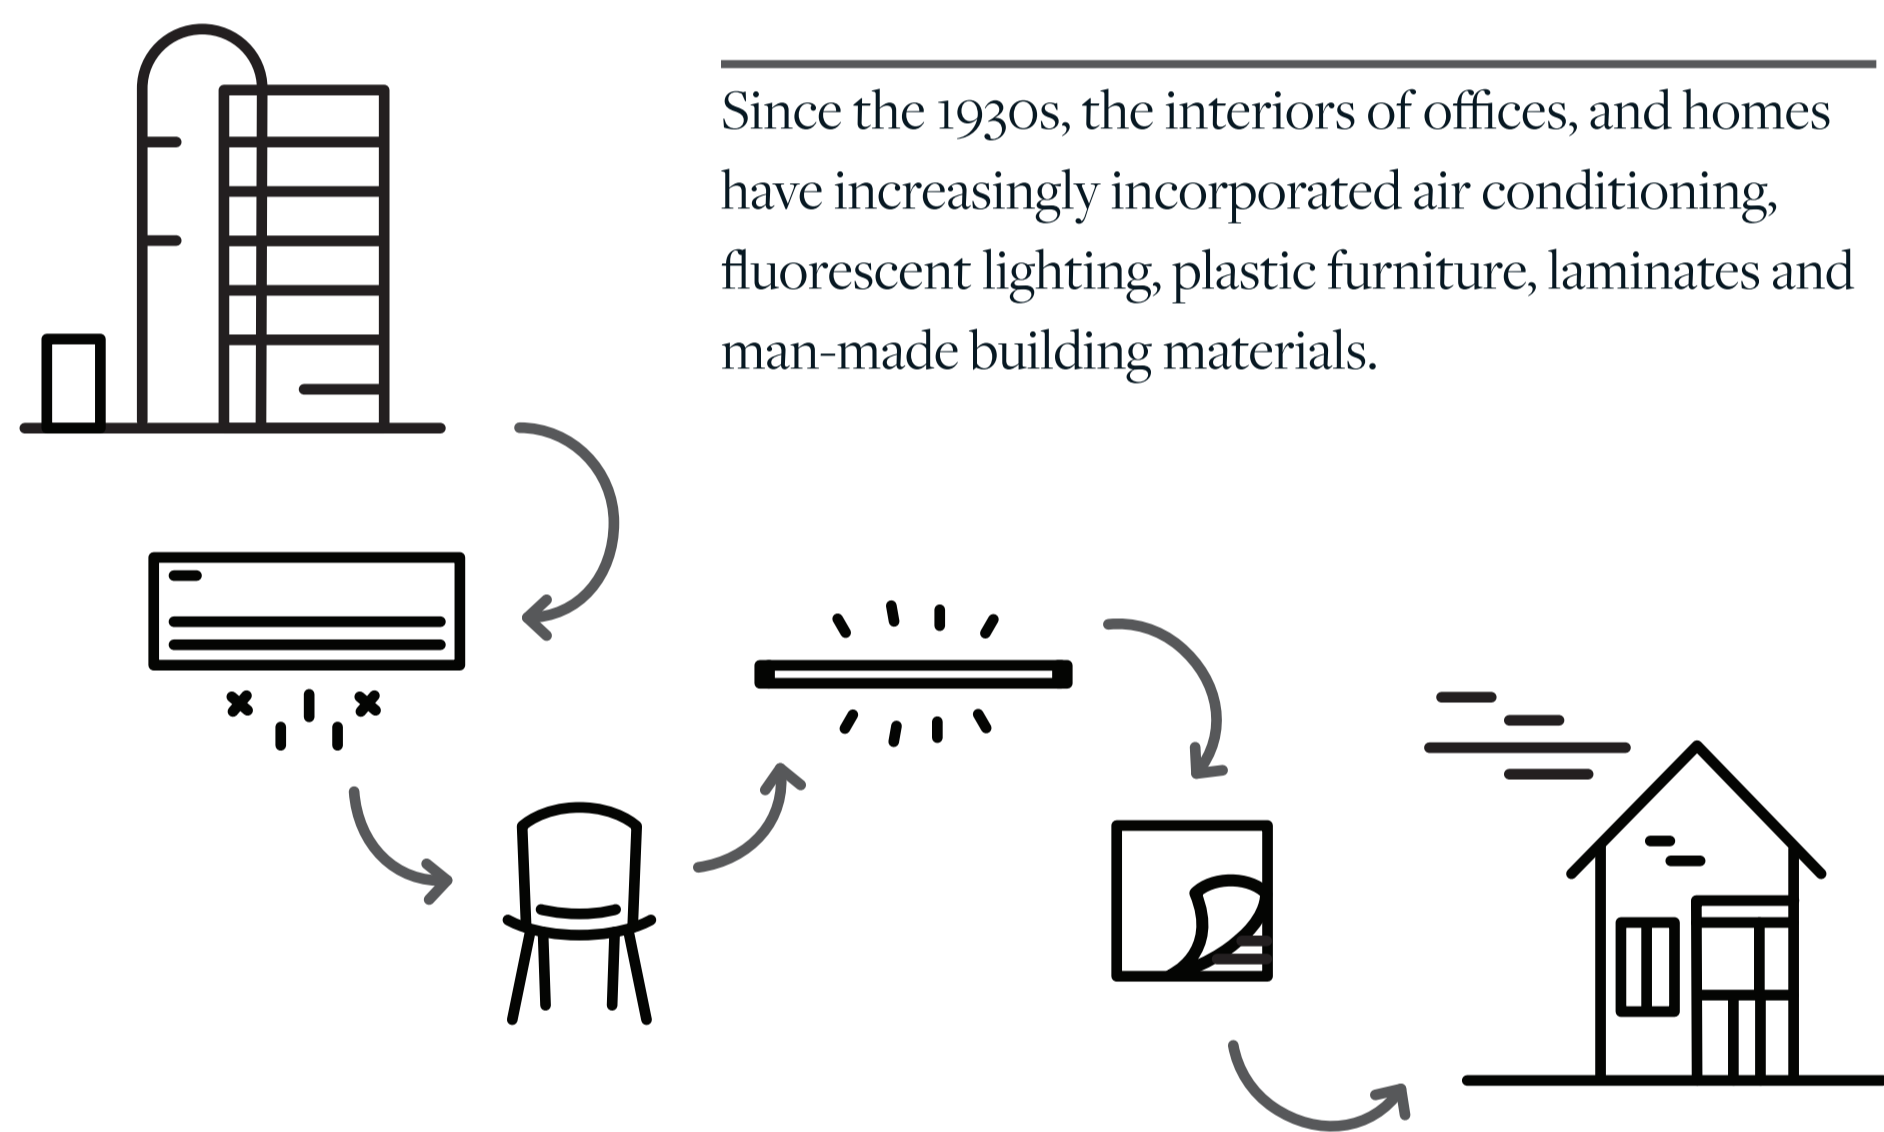 Since the 1930s, the interiors of offices, and homes
have increasingly incorporated air conditioning,
fluorescent lighting, plastic furniture, laminates and
man-made building materials.